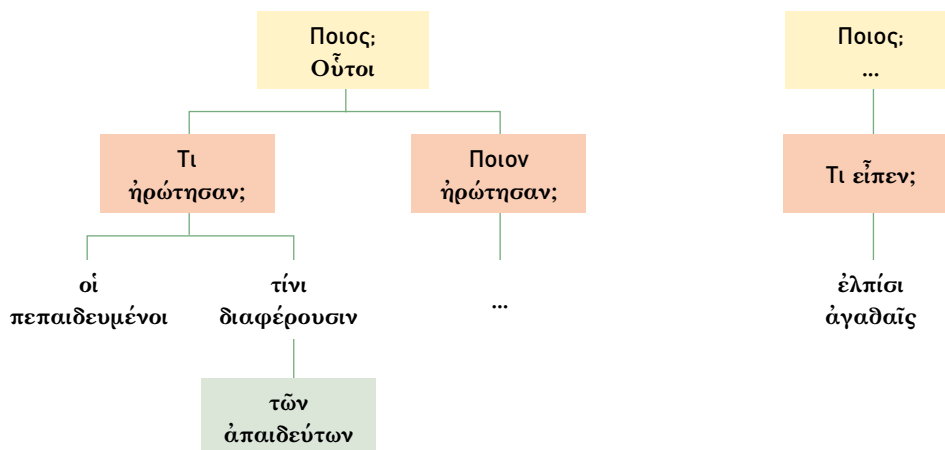 Ποιος;
Οὗτοι
Ποιος;
...
Τι
ἠρώτησαν;
Ποιον
ἠρώτησαν;
Τι εἶπεν;
οἱ
πεπαιδευμένοι
τίνι
διαφέρουσιν
...
ἐλπίσι
ἀγαθαῖς
τῶν
ἀπαιδεύτων